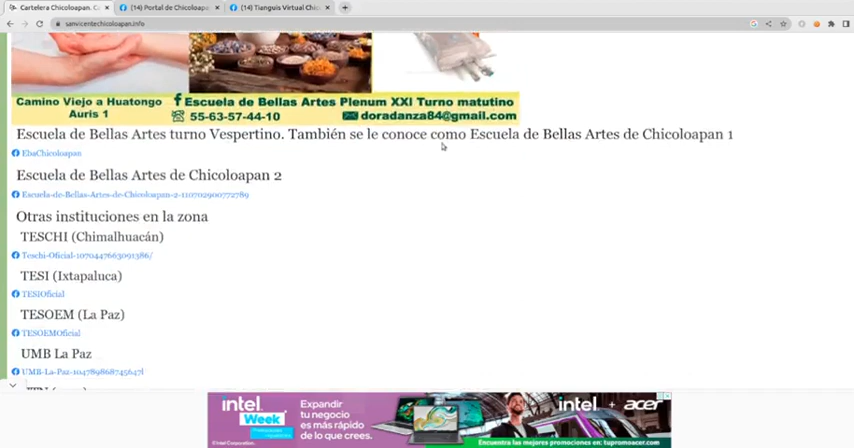 Cartelera Chicoloapan. C
(14) Portal de Chicoloapa
(14) Tianguis Virtual Chic
sanvicentechicoloapan.info
Camino Viejo a Huatongo
Auris 1
Escuela de Bellas Artes Plenum XXI Turno matutino
55-63-57-44-10
doradanza84@gmail.com
Escuela de Bellas Artes turno Vespertino. También se le conoce como Escuela de Bellas Artes de Chicoloapan 1
EbaChicoloapan
Escuela de Bellas Artes de Chicoloapan 2
Escuela-de-Bellas-Artes-de-Chicoloapan-2-110702900772789
Otras instituciones en la zona
TESCHI (Chimalhuacán)
Teschi-Oficial-1070447663091386/
TESI (Ixtapaluca)
TESIOficial
TESOEM (La Paz)
TESOEMOficial
UMB La Paz
UMB-La-Paz-104789868745647l
intel
Week
Expandir
tu negocio
es más rápido
de lo que crees.
intel + acer
Encuentra las mejores promociones en: tupromoacer.com
©Intel Corporation.